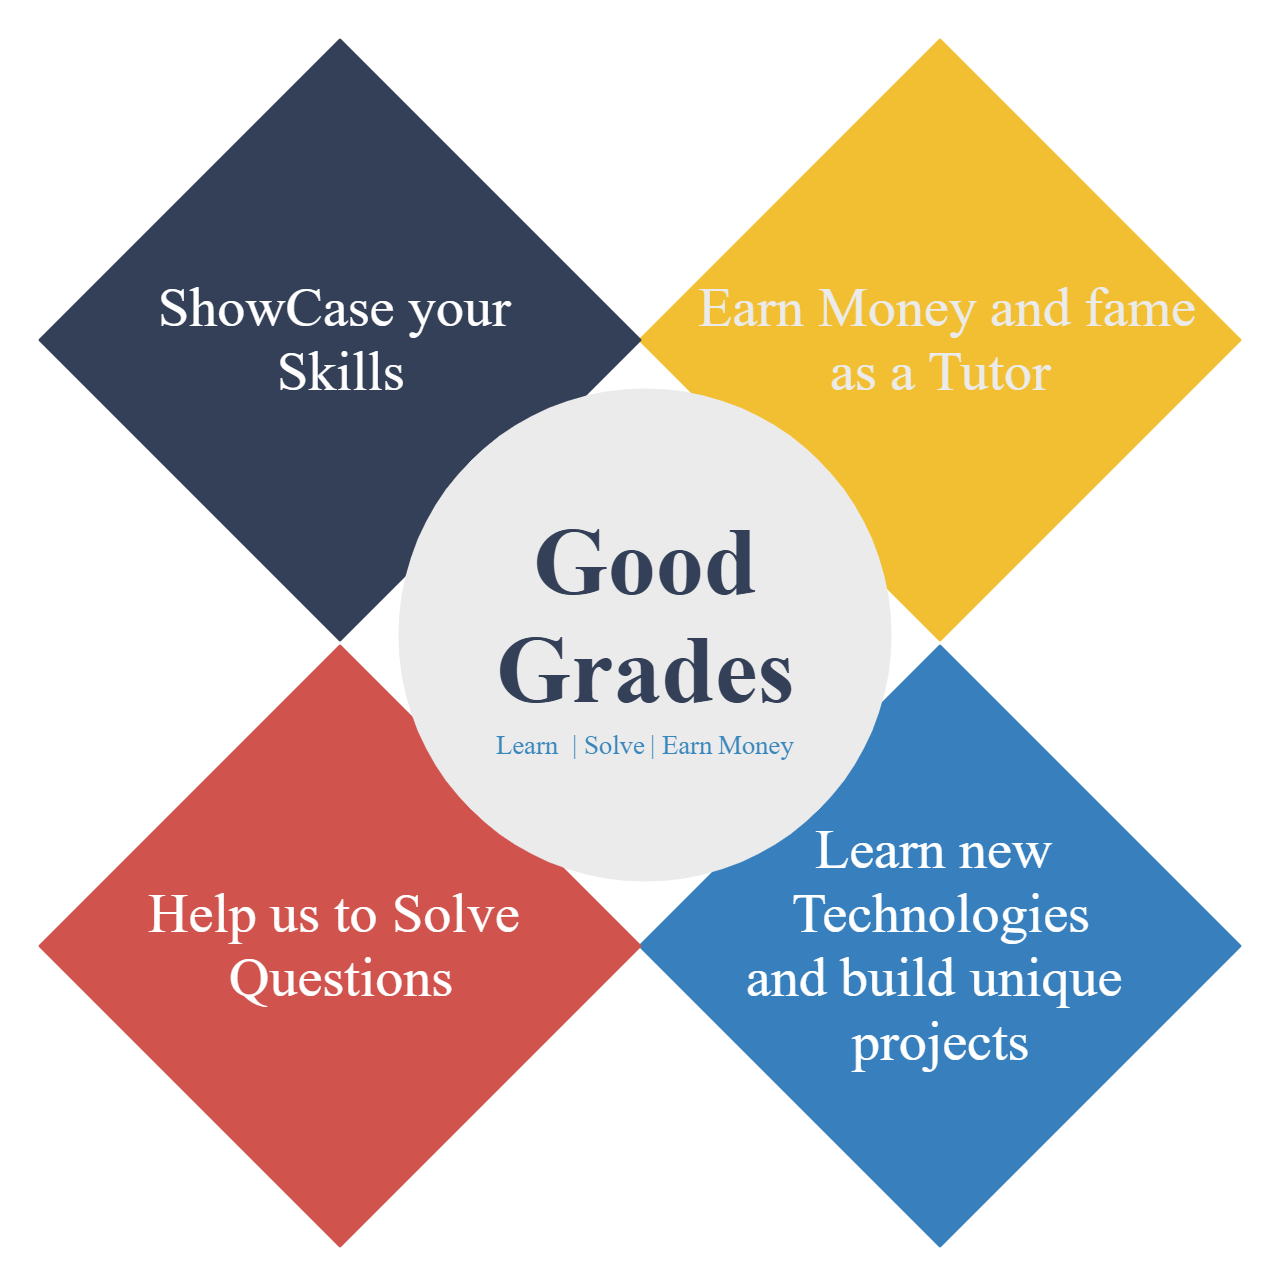 ShowCase your
Skills
Earn Money and fame
as a Tutor
Good
Grades
Learn | Solve | Earn Money
Help us to Solve
Questions
Learn new
Technologies
and build unique
projects